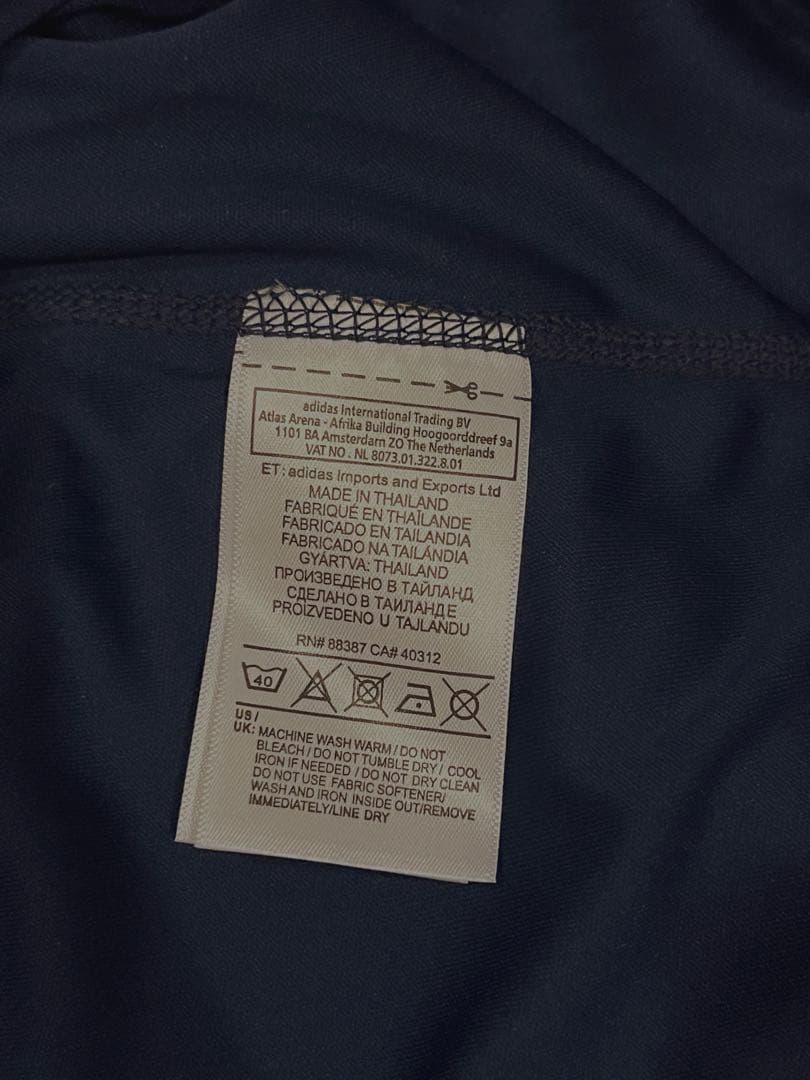 adidas International Trading BV
Atlas Arena - Afrika Building Hoogoorddreef 9a
1101 BA Amsterdam ZO The Netherlands
VAT NO. NL 8073.01.322.8.01
ET: adidas Imports and Exports Ltd
MADE IN THAILAND
FABRIQUÉ EN THAÏLANDE
FABRICADO EN TAILANDIA
FABRICADO NA TAILÂNDIA
GYÁRTVA: THAILAND
ПРОИЗВЕДЕНО В ТАЙЛАНД
СДЕЛАНО В ТАИЛАНДЕ
PROIZVEDENO U TAJLANDU
RN# 88387 CA# 40312
40
US /
UK: MACHINE WASH WARM / DO NOT
BLEACH / DO NOT TUMBLE DRY / COOL
IRON IF NEEDED / DO NOT DRY CLEAN
DO NOT USE FABRIC SOFTENER/
WASH AND IRON INSIDE OUT/REMOVE
IMMEDIATELY/LINE DRY